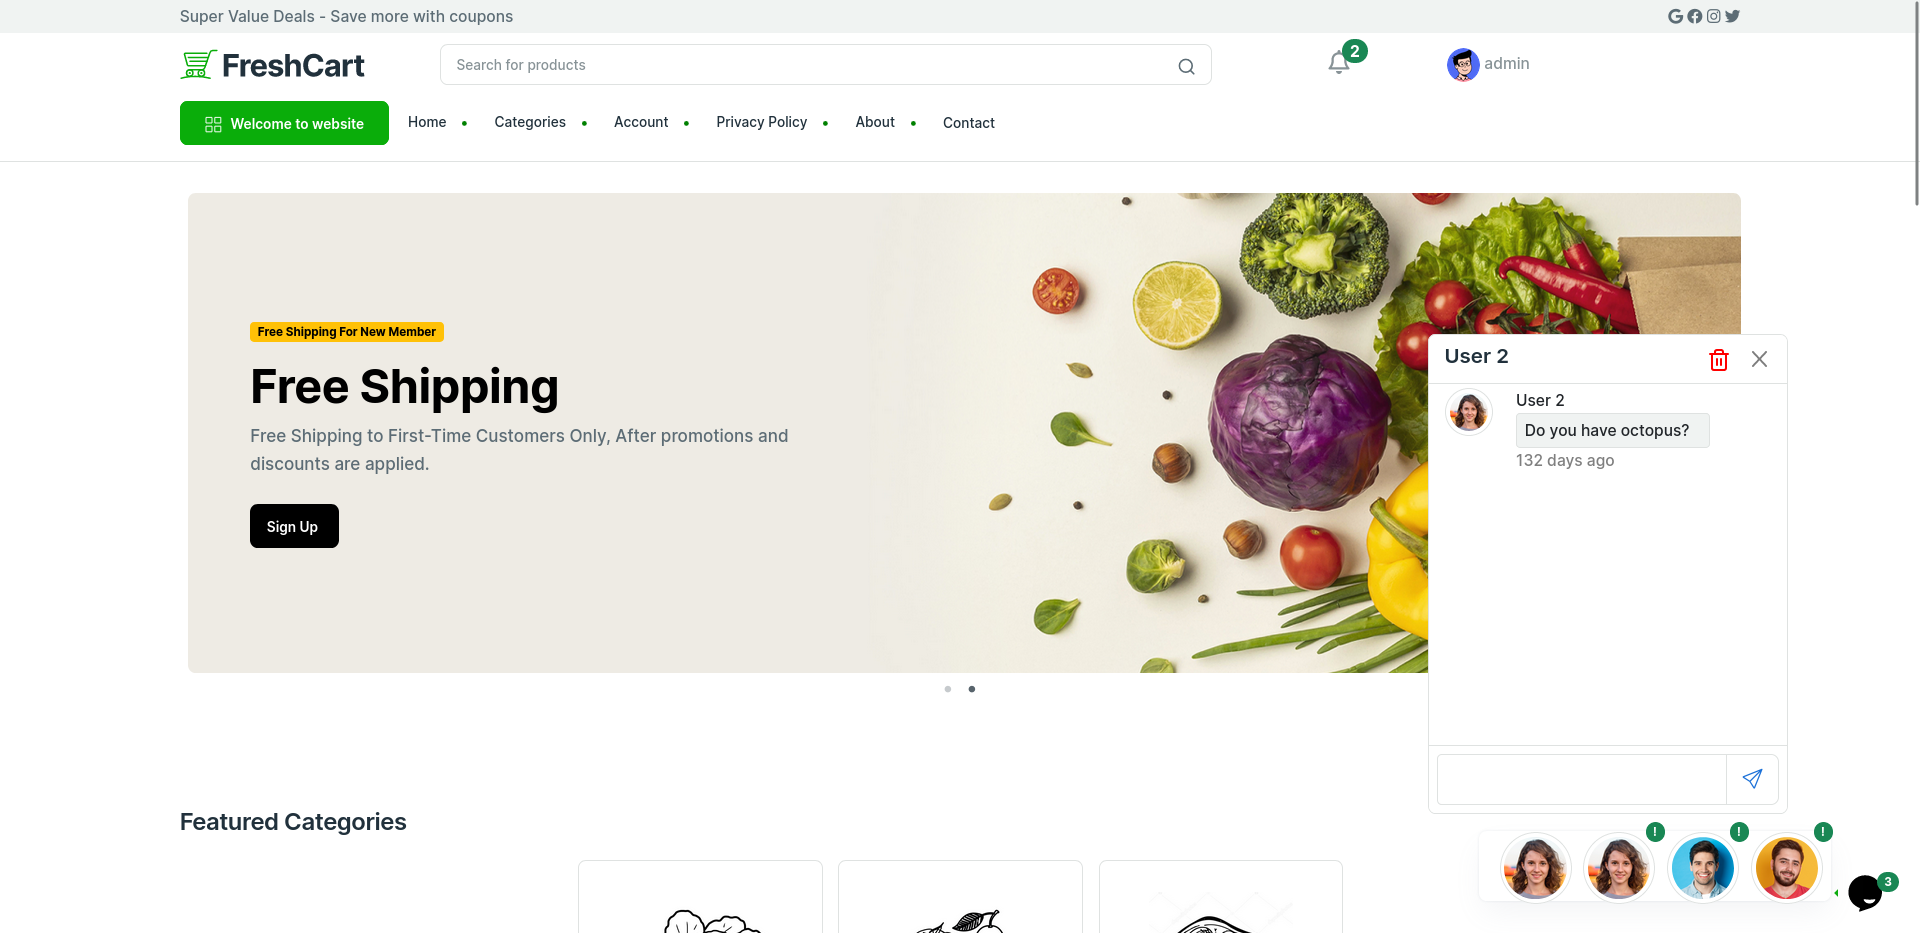 Super Value Deals - Save more with coupons
FreshCart
Search for products
2
admin
Welcome to website
Home
Categories
Account
Privacy Policy
About
Contact
Free Shipping For New Member
Free Shipping
Free Shipping to First-Time Customers Only, After promotions and
discounts are applied.
Sign Up
User 2
User 2
Do you have octopus?
132 days ago
Featured Categories
!
!
!
3